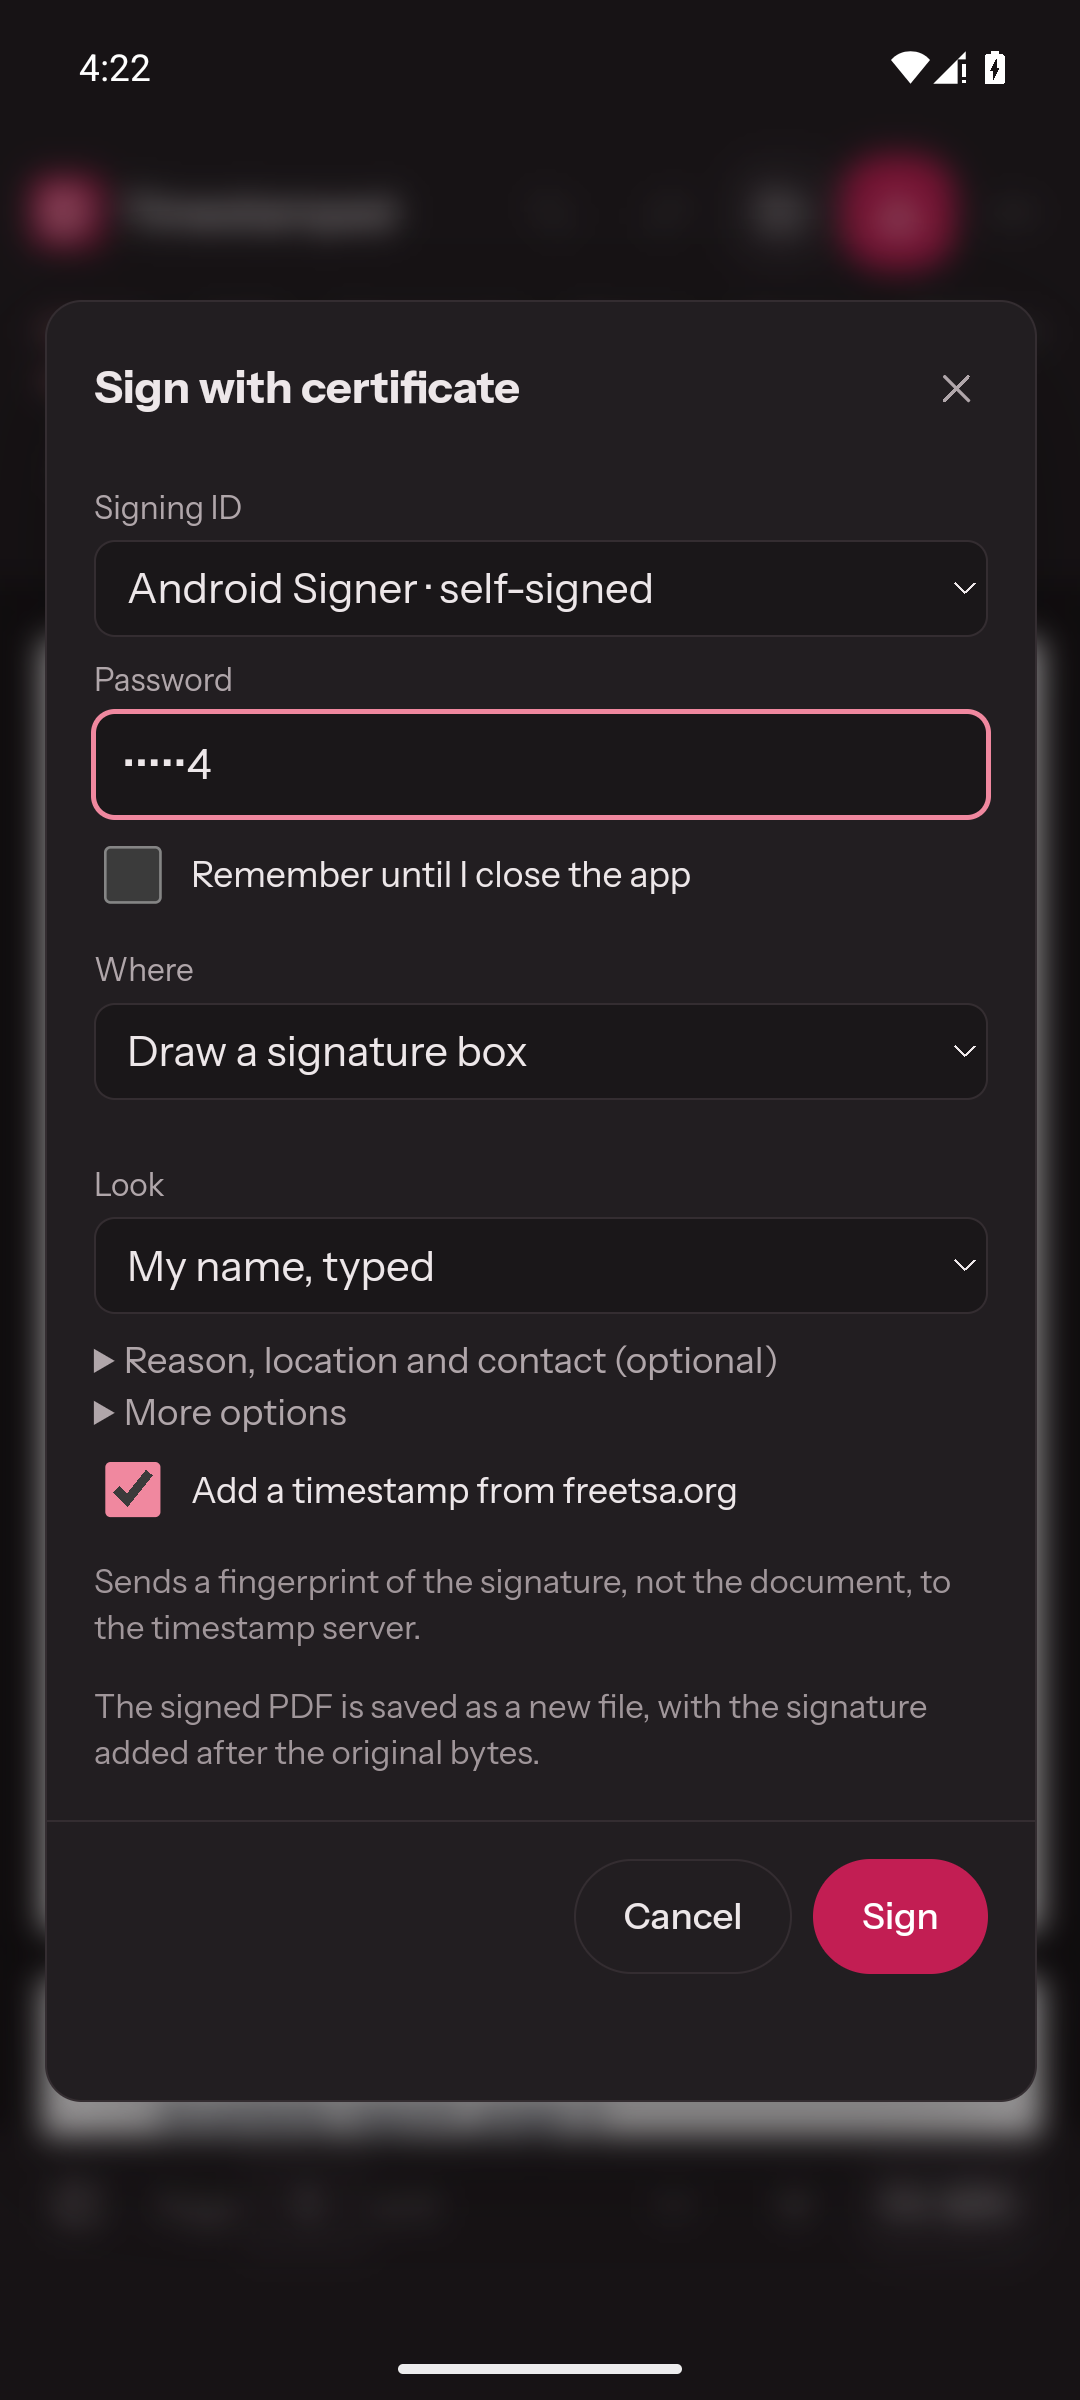 4:22
Sign with certificate
Signing ID
Android Signer · self-signed
Password
•••••4
Remember until I close the app
Where
Draw a signature box
Look
My name, typed
Reason, location and contact (optional)
More options
Add a timestamp from freetsa.org
Sends a fingerprint of the signature, not the document, to
the timestamp server.
The signed PDF is saved as a new file, with the signature
added after the original bytes.
Cancel
Sign